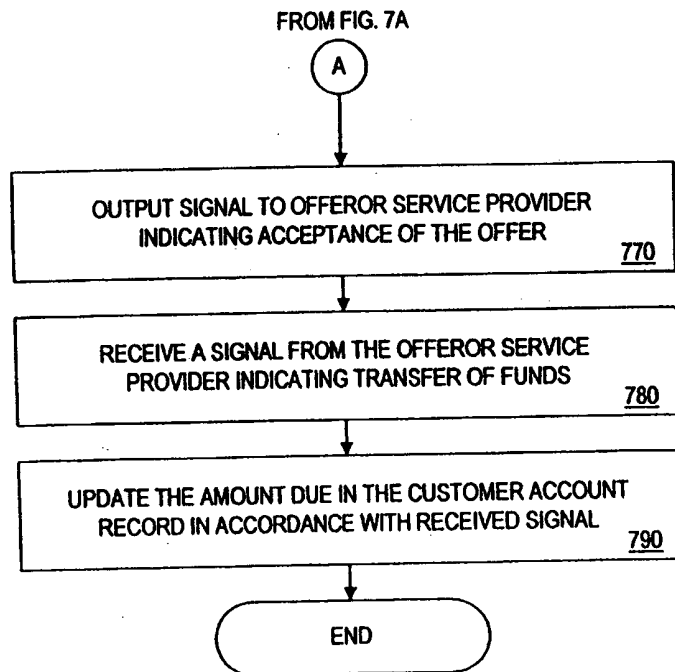 FROM FIG. 7A
A
OUTPUT SIGNAL TO OFFEROR SERVICE PROVIDER
INDICATING ACCEPTANCE OF THE OFFER
770
RECEIVE A SIGNAL FROM THE OFFEROR SERVICE
PROVIDER INDICATING TRANSFER OF FUNDS
780
UPDATE THE AMOUNT DUE IN THE CUSTOMER ACCOUNT
RECORD IN ACCORDANCE WITH RECEIVED SIGNAL
790
END